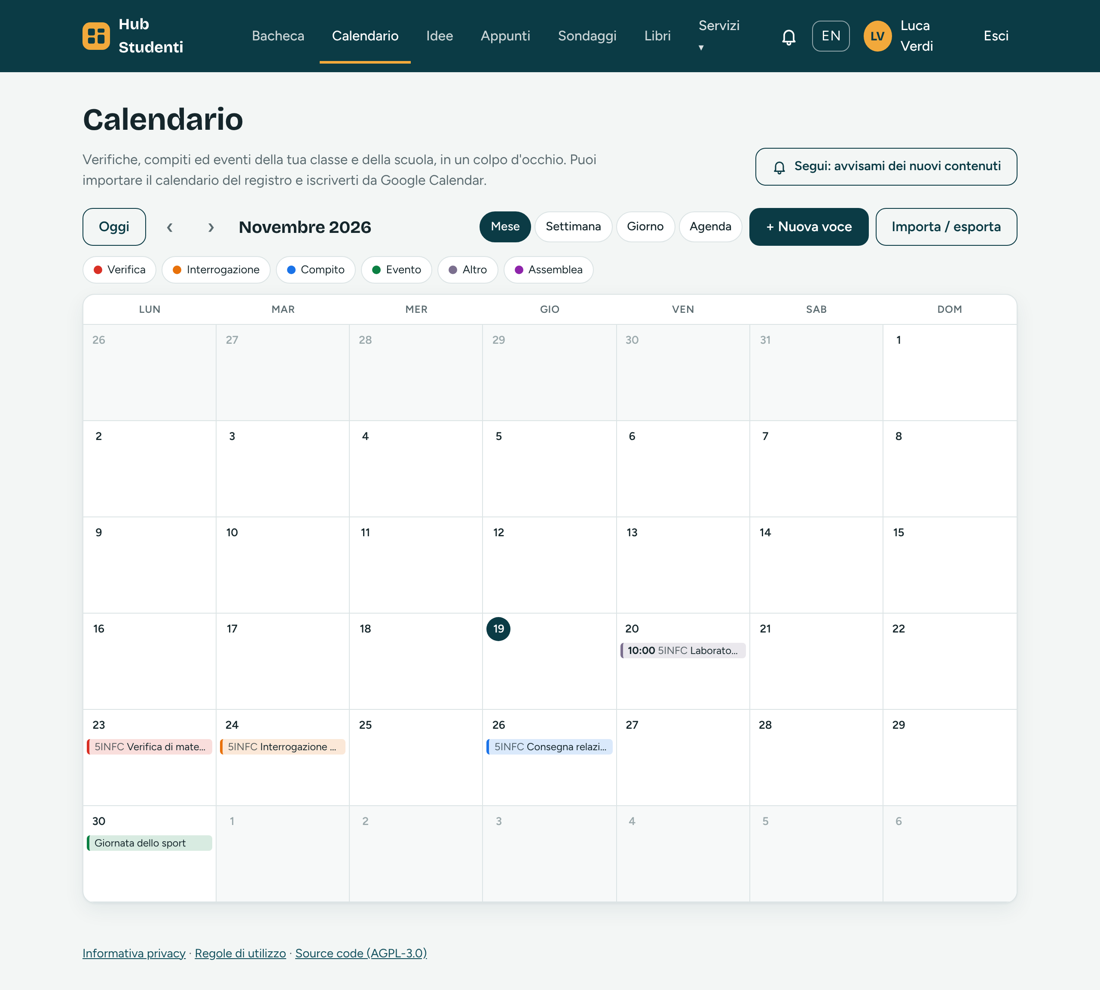 Hub
Studenti
Bacheca
Calendario
Idee
Appunti
Sondaggi
Libri
Servizi
▾
EN
LV
Luca
Verdi
Esci
Calendario
Verifiche, compiti ed eventi della tua classe e della scuola, in un colpo d'occhio. Puoi
importare il calendario del registro e iscriverti da Google Calendar.
Segui: avvisami dei nuovi contenuti
Oggi
‹
›
Novembre 2026
Mese
Settimana
Giorno
Agenda
+ Nuova voce
Importa / esporta
Verifica
Interrogazione
Compito
Evento
Altro
Assemblea
LUN MAR MER GIO VEN SAB DOM
26 27 28 29 30 31 1
2 3 4 5 6 7 8
9 10 11 12 13 14 15
16 17 18 19 20 21 22
10:00 5INFC Laborato...
23 24 25 26 27 28 29
5INFC Verifica di mate...
5INFC Interrogazione ...
5INFC Consegna relazi...
30 1 2 3 4 5 6
Giornata dello sport
Informativa privacy · Regole di utilizzo · Source code (AGPL-3.0)